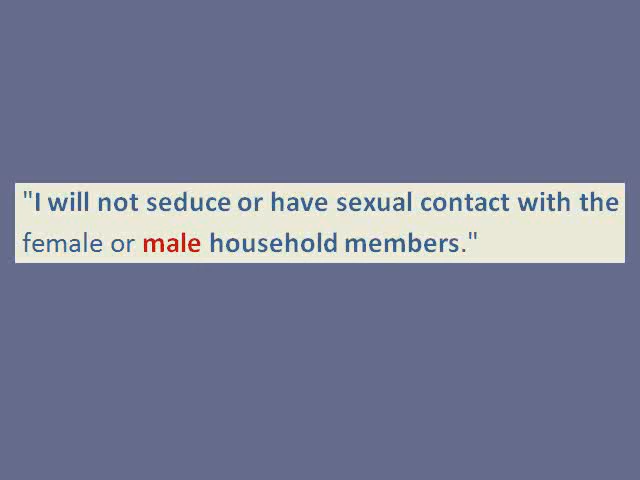 "I will not seduce or have sexual contact with the
female or male household members."